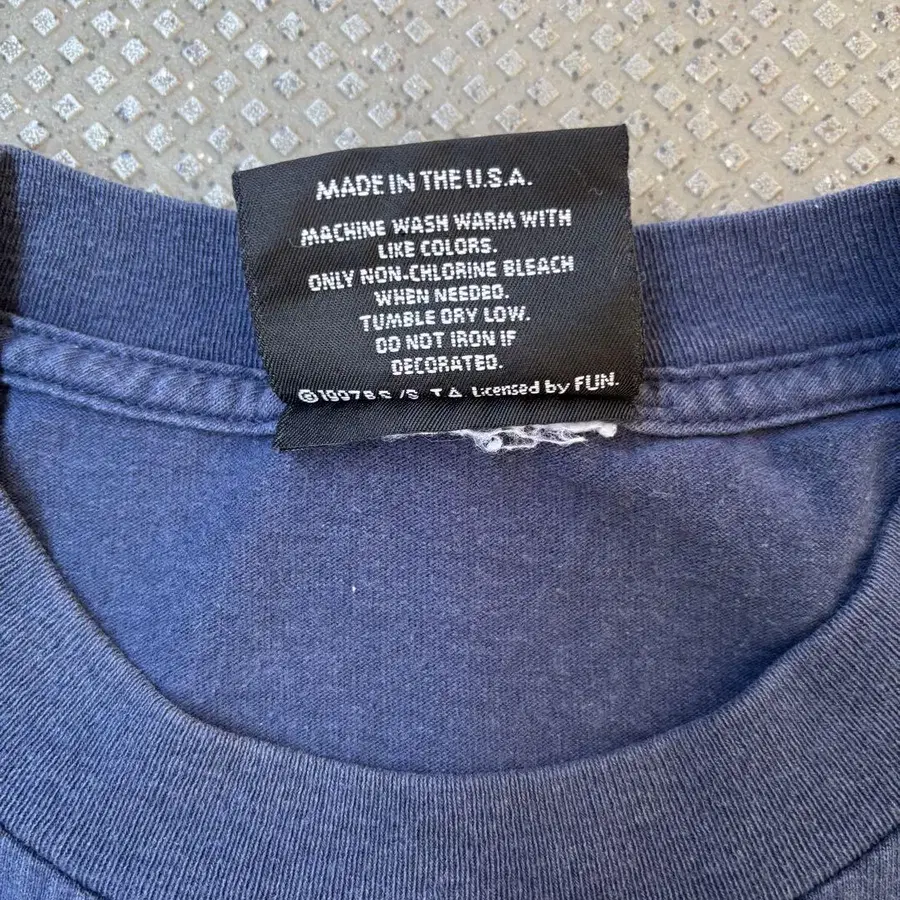 MADE IN THE U.S.A.
MACHINE WASH WARM WITH
LIKE COLORS.
ONLY NON-CHLORINE BLEACH
WHEN NEEDED.
TUMBLE DRY LOW.
DO NOT IRON IF
DECORATED.
©1997 Licensed by FUN.